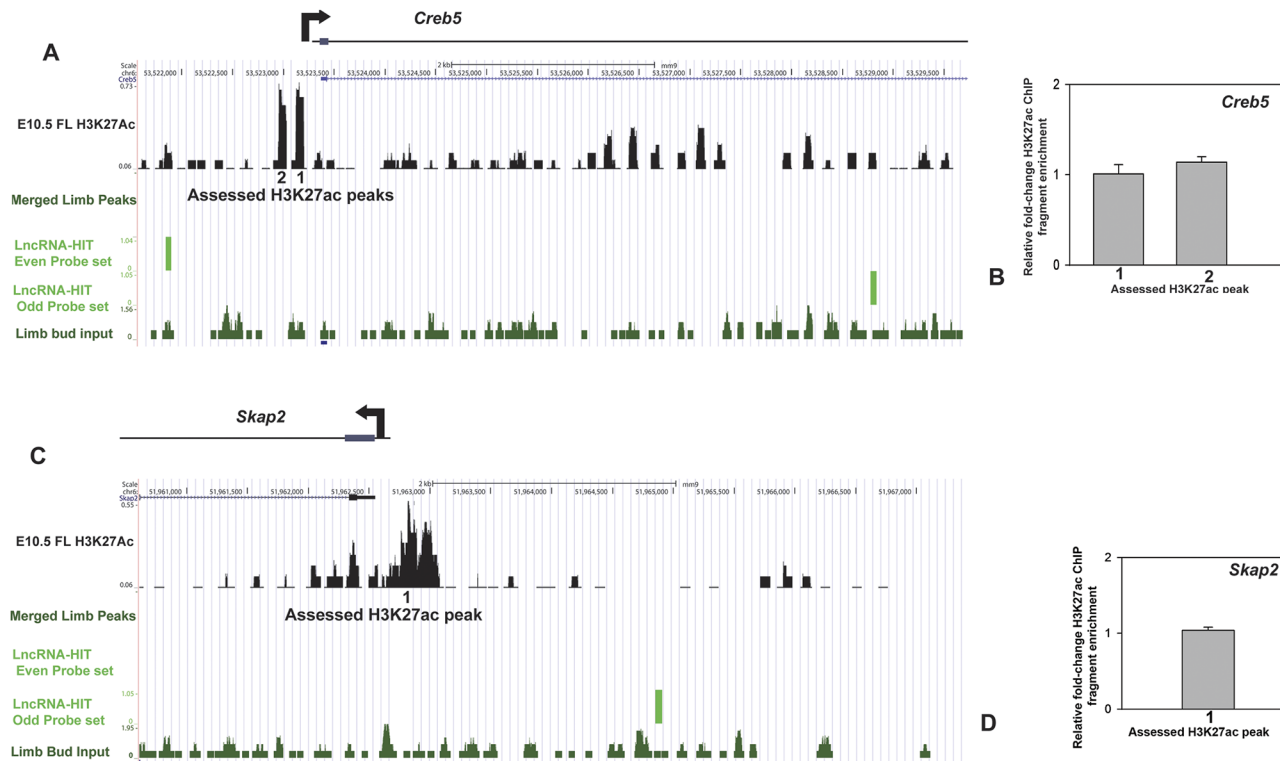 Creb5
A
Scale
chr6:
Creb5
2 kb
mm9
53,522,000
53,522,500
53,523,000
53,523,500
53,524,000
53,524,500
53,525,000
53,525,500
53,526,000
53,526,500
53,527,000
53,527,500
53,528,000
53,528,500
53,529,000
53,529,500
0.73
E10.5 FL H3K27Ac
0.06
2 1
Assessed H3K27ac peaks
Merged Limb Peaks
LncRNA-HIT
Even Probe set
1.04
0
LncRNA-HIT
Odd Probe set
1.05
0
1.56
Limb bud input
0
B
Relative fold-change H3K27ac ChIP
fragment enrichment
2
1
0
Creb5
1
2
Assessed H3K27ac peak
Skap2
C
Scale
chr6:
Skap2
2 kb
mm9
51,961,000
51,961,500
51,962,000
51,962,500
51,963,000
51,963,500
51,964,000
51,964,500
51,965,000
51,965,500
51,966,000
51,966,500
51,967,000
0.55
E10.5 FL H3K27Ac
0.06
1
Assessed H3K27ac peak
Merged Limb Peaks
LncRNA-HIT
Even Probe set
LncRNA-HIT
Odd Probe set
1.05
0
1.95
Limb Bud Input
0
D
Relative fold-change H3K27ac ChIP
fragment enrichment
2
1
0
Skap2
1
Assessed H3K27ac peak